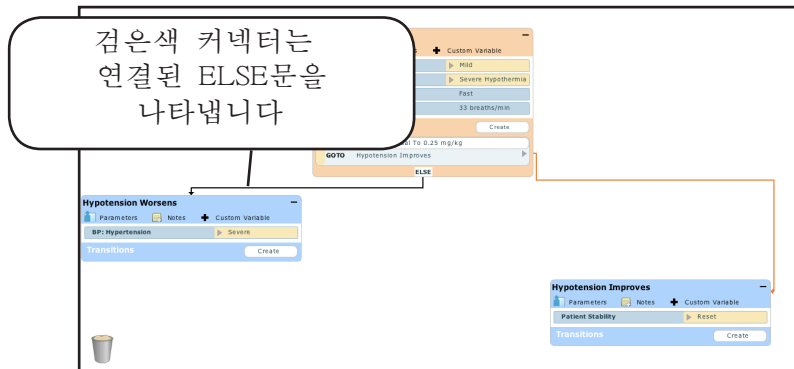 검은색 커넥터는
연결된 ELSE문을
나타냅니다
Custom Variable
Mild
Severe Hypothermia
Fast
33 breaths/min
Create
To 0.25 mg/kg
GOTO Hypotension Improves
ELSE
Hypotension Worsens
Parameters Notes Custom Variable
BP: Hypertension Severe
Transitions Create
Hypotension Improves
Parameters Notes Custom Variable
Patient Stability Reset
Transitions Create